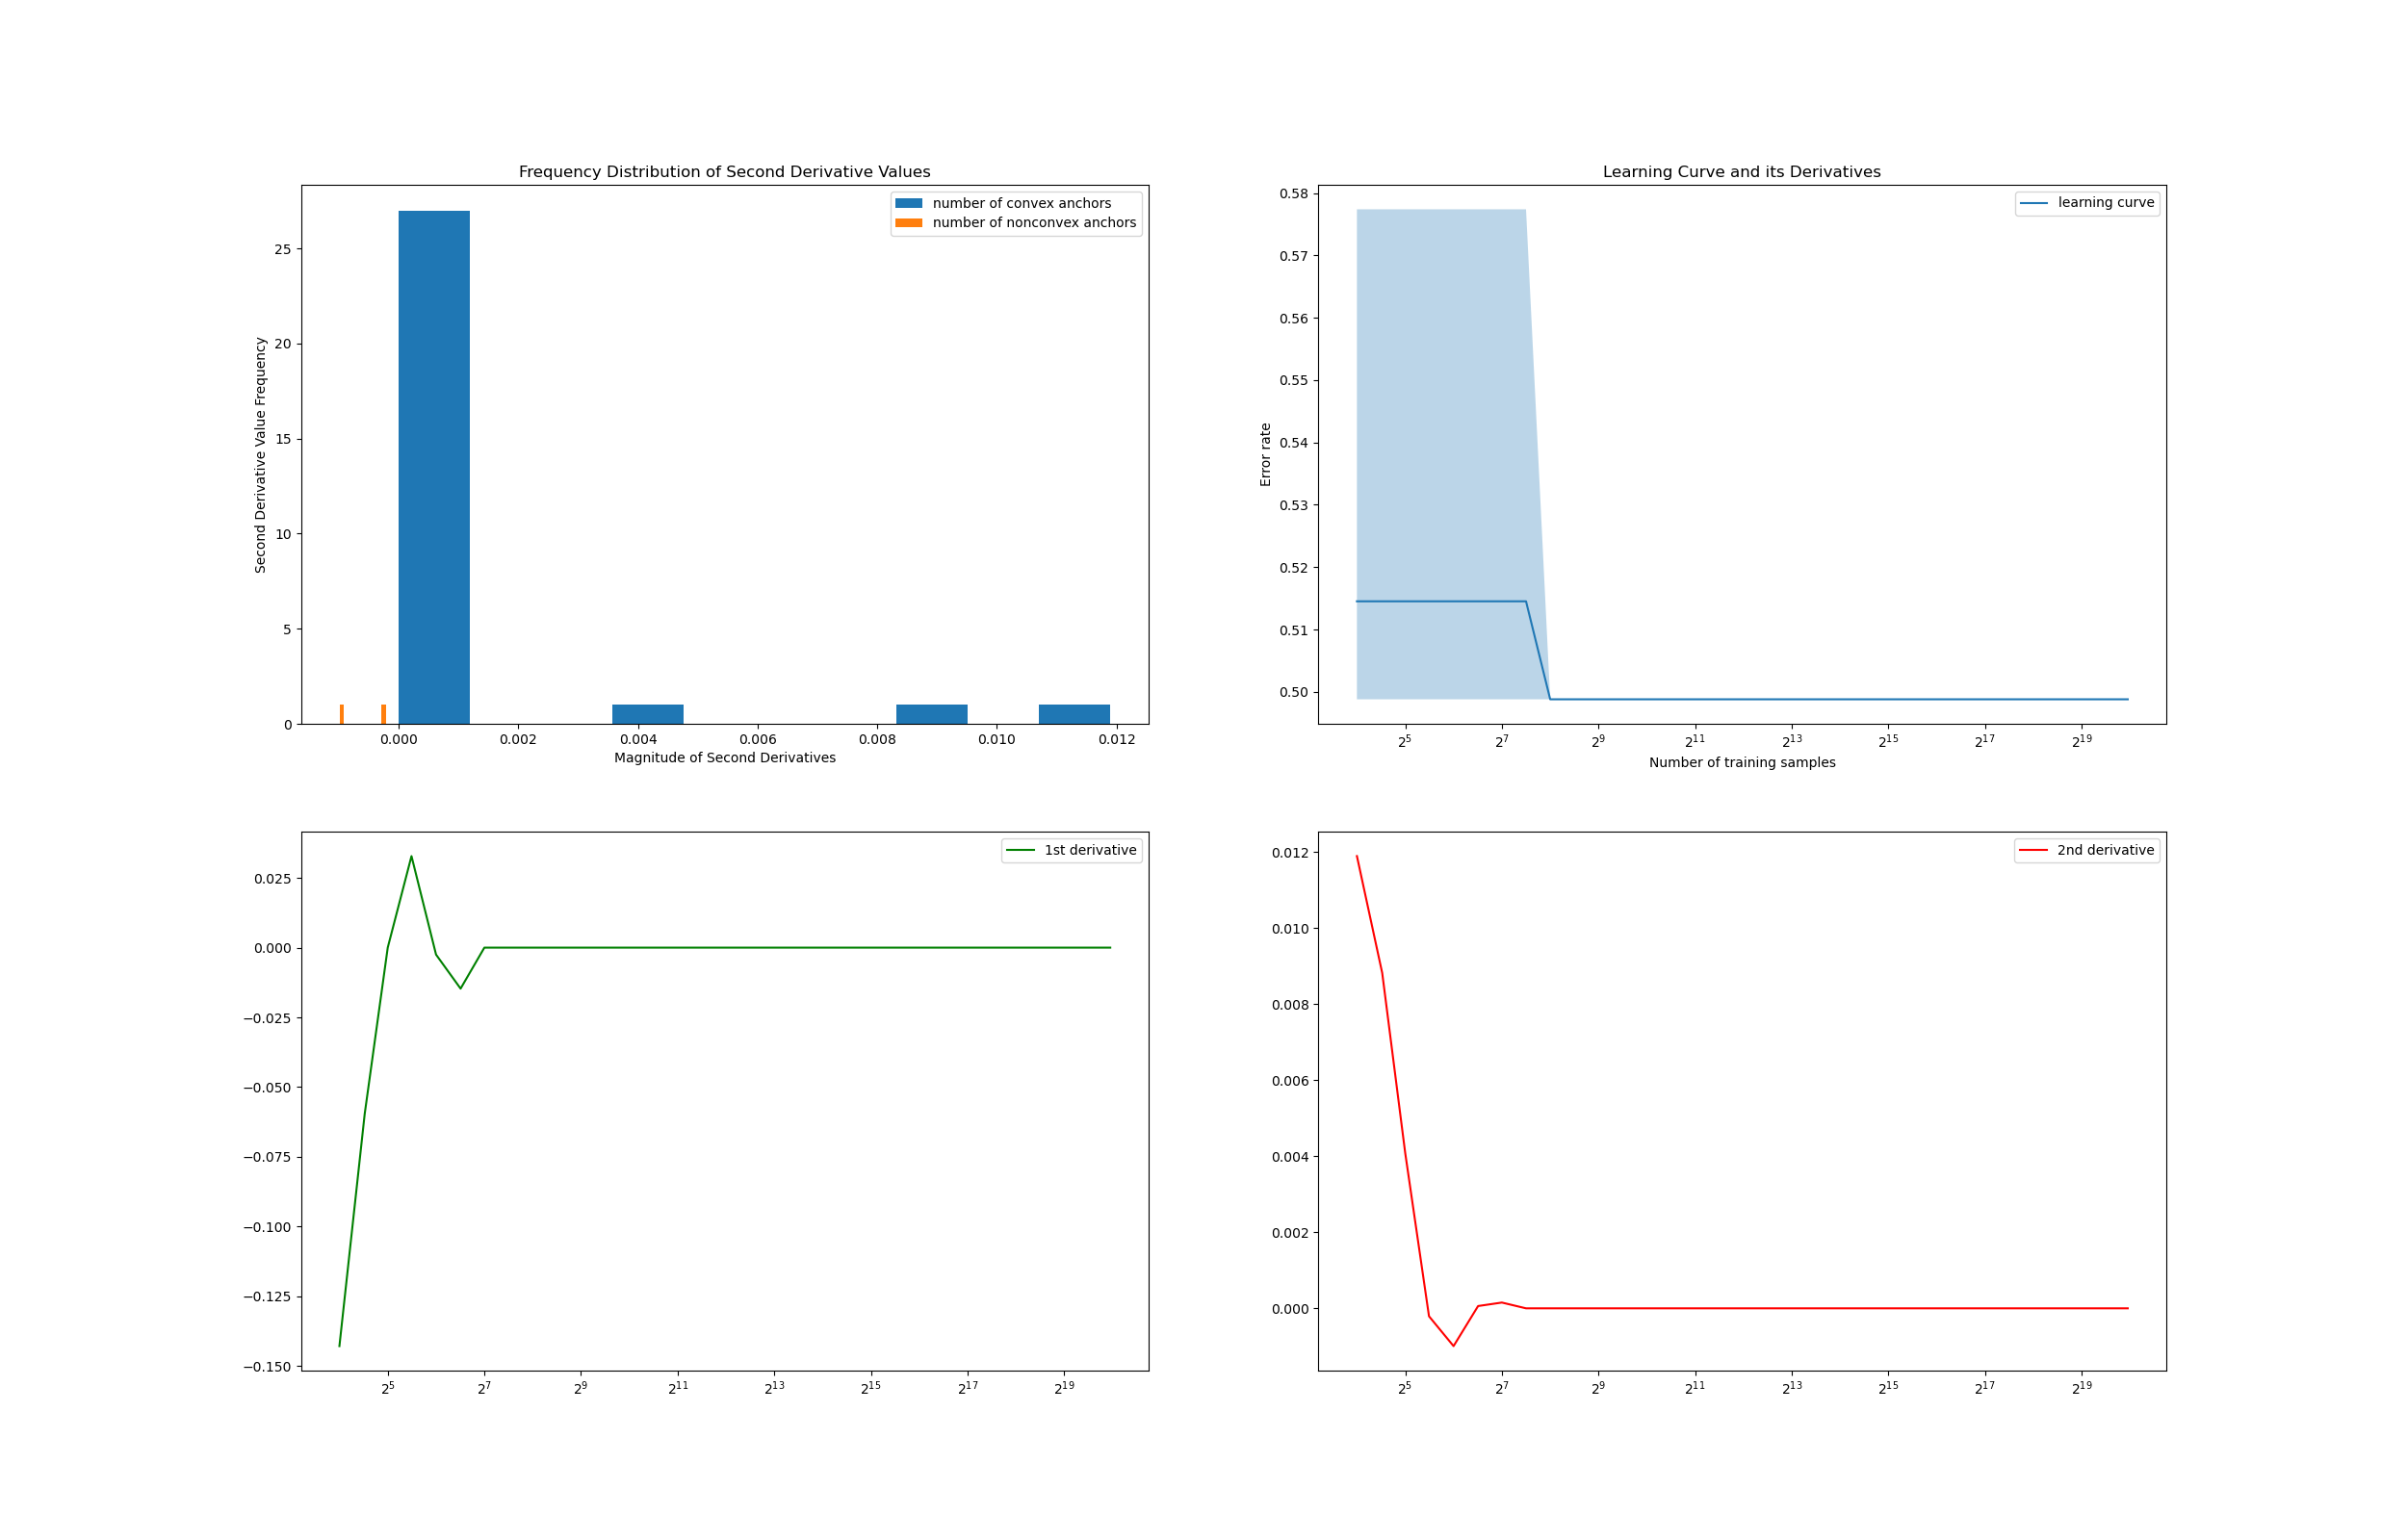 Frequency Distribution of Second Derivative Values
number of convex anchors
number of nonconvex anchors
Second Derivative Value Frequency
25
20
15
10
5
0
0.000 0.002 0.004 0.006 0.008 0.010 0.012
Magnitude of Second Derivatives
Learning Curve and its Derivatives
learning curve
Error rate
0.58
0.57
0.56
0.55
0.54
0.53
0.52
0.51
0.50
2^5 2^7 2^9 2^11 2^13 2^15 2^17 2^19
Number of training samples
1st derivative
0.025
0.000
−0.025
−0.050
−0.075
−0.100
−0.125
−0.150
2^5 2^7 2^9 2^11 2^13 2^15 2^17 2^19
2nd derivative
0.012
0.010
0.008
0.006
0.004
0.002
0.000
2^5 2^7 2^9 2^11 2^13 2^15 2^17 2^19